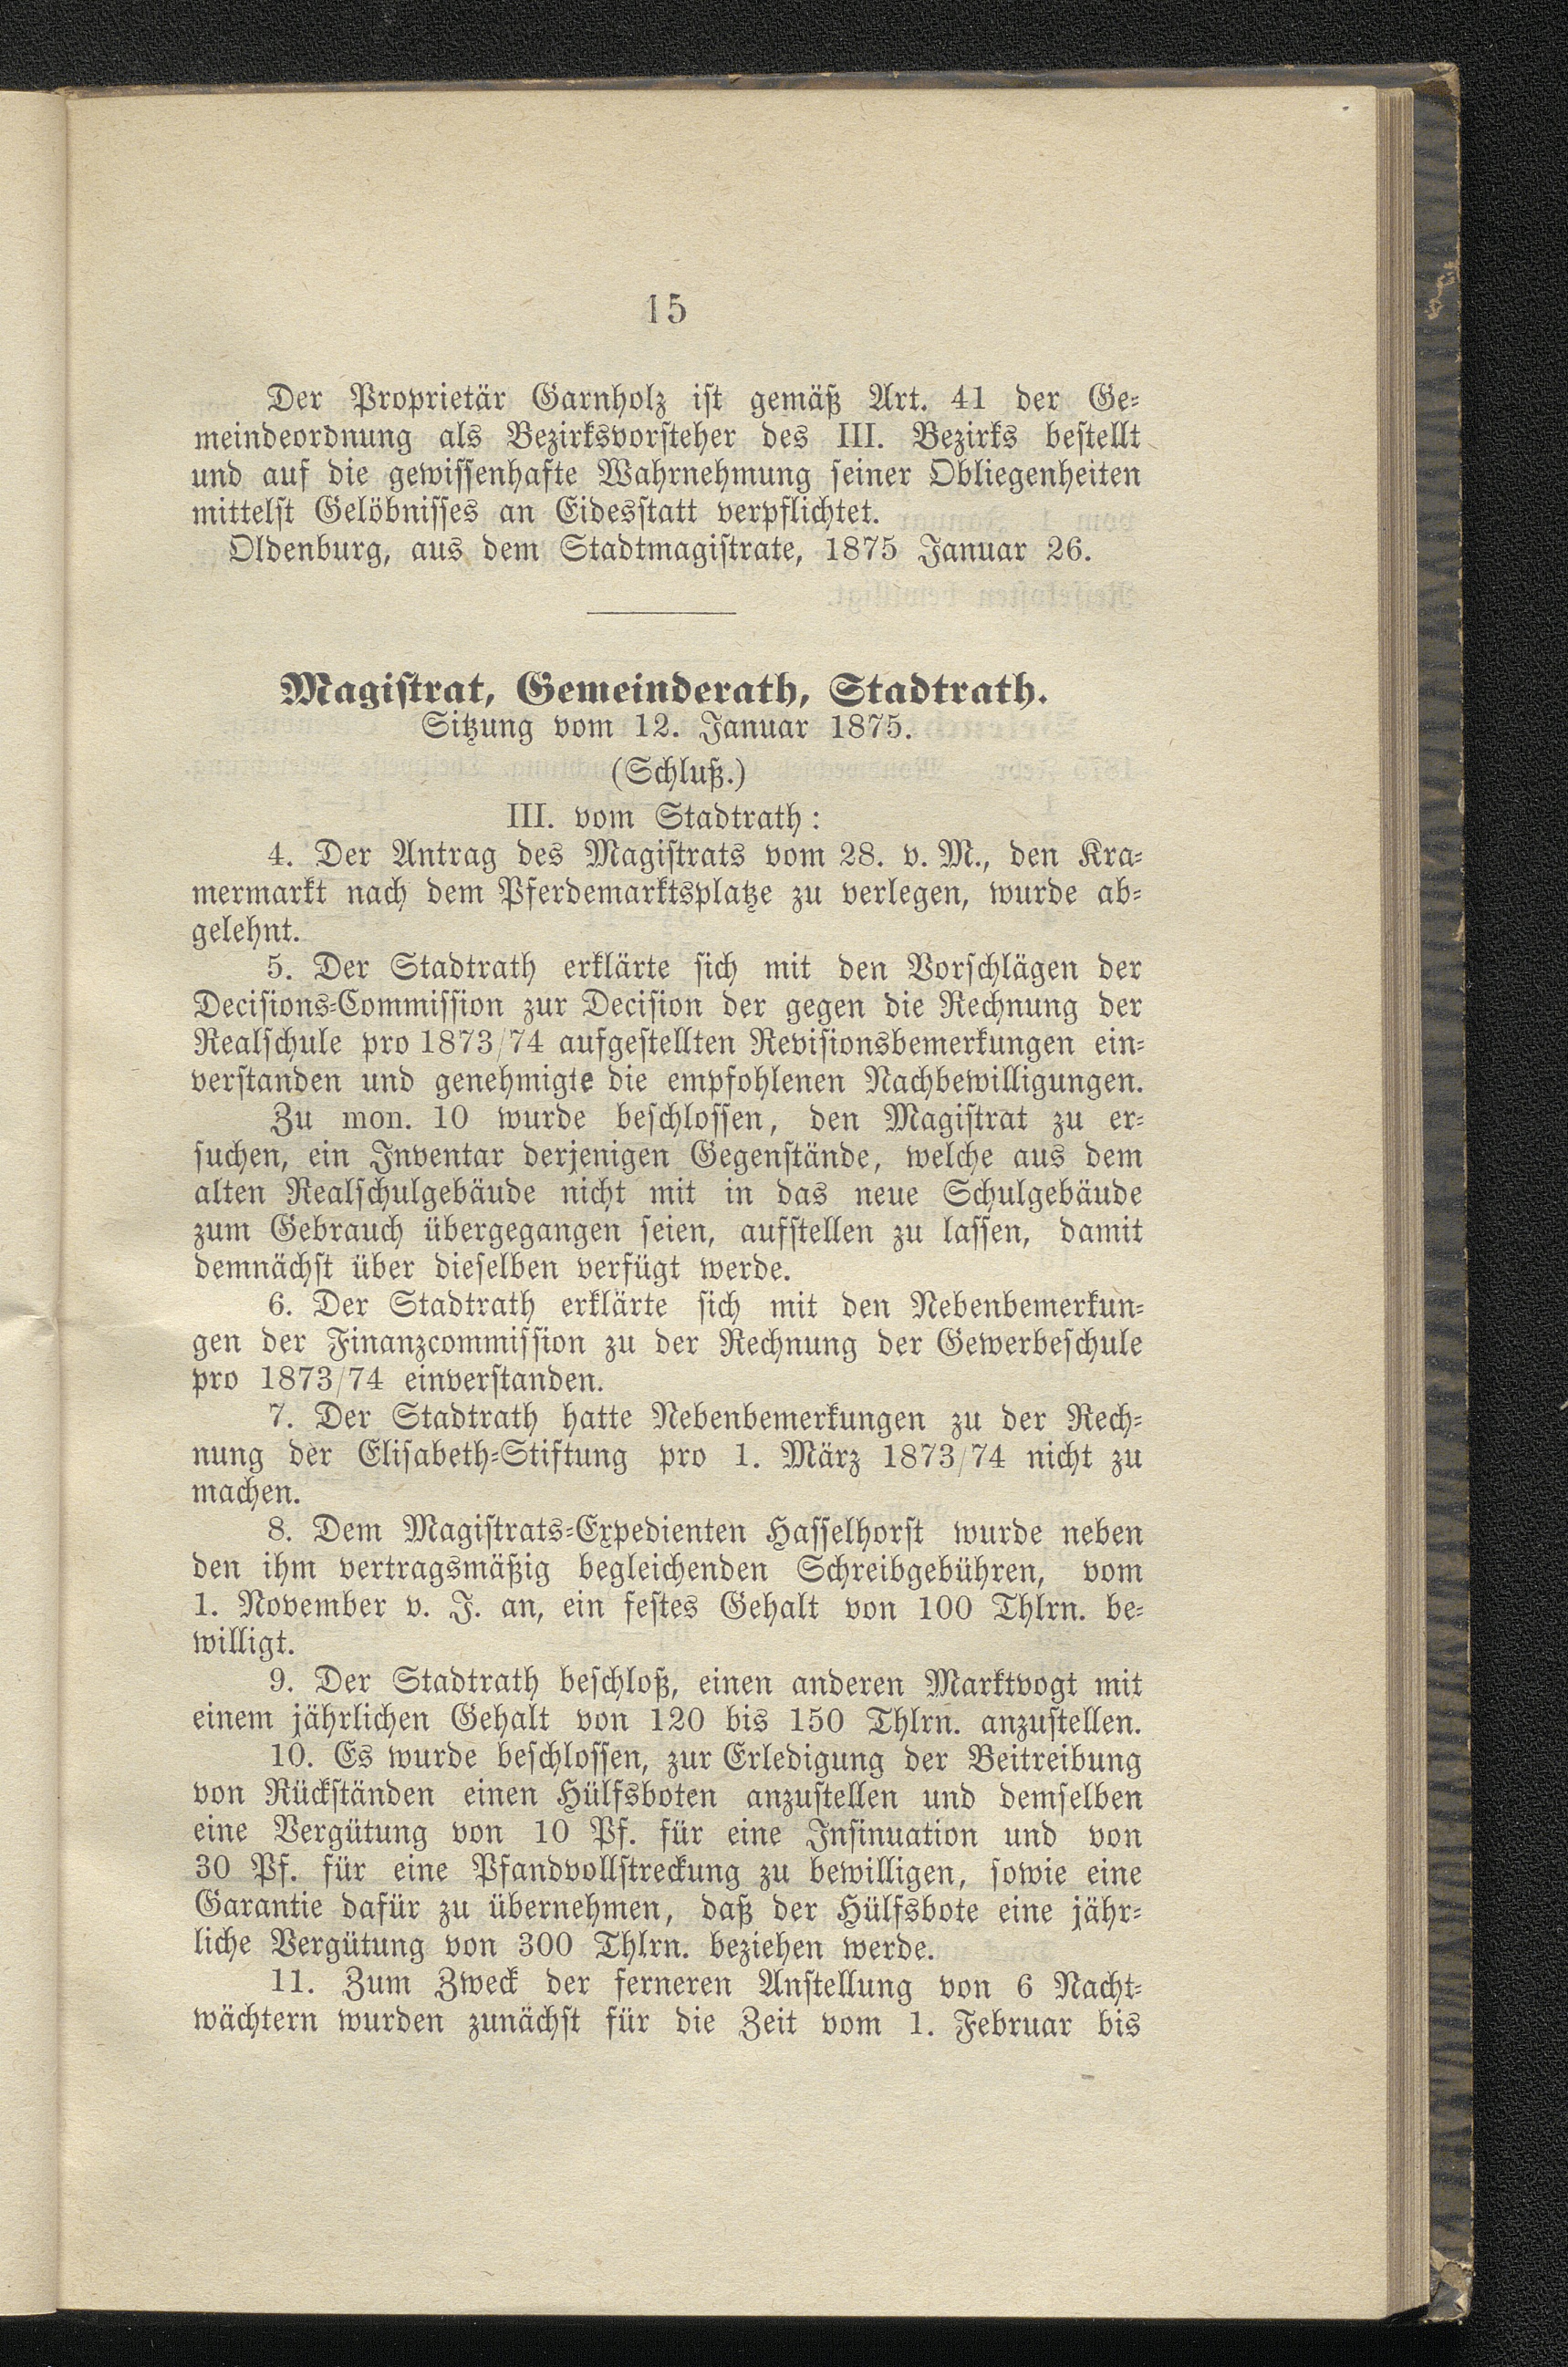 15
Der Proprietär Garnholz ist gemäß Art. 41 der Ge-
meindeordnung als Bezirksvorsteher des III. Bezirks bestellt
und auf die gewissenhafte Wahrnehmung seiner Obliegenheiten
mittelst Gelöbnisses an Eidesstatt verpflichtet.
Oldenburg, aus dem Stadtmagistrate, 1875 Januar 26.
Magistrat, Gemeinderath, Stadtrath.
Sitzung vom 12. Januar 1875.
(Schluß.)
III. vom Stadtrath:
4. Der Antrag des Magistrats vom 28. v. M., den Kra-
mermarkt nach dem Pferdemarktsplatze zu verlegen, wurde ab-
gelehnt.
5. Der Stadtrath erklärte sich mit den Vorschlägen der
Decisions-Commission zur Decision der gegen die Rechnung der
Realschule pro 1873/74 aufgestellten Revisionsbemerkungen ein-
verstanden und genehmigte die empfohlenen Nachbewilligungen.
Zu mon. 10 wurde beschlossen, den Magistrat zu er-
suchen, ein Inventar derjenigen Gegenstände, welche aus dem
alten Realschulgebäude nicht mit in das neue Schulgebäude
zum Gebrauch übergegangen seien, aufstellen zu lassen, damit
demnächst über dieselben verfügt werde.
6. Der Stadtrath erklärte sich mit den Nebenbemerkun-
gen der Finanzcommission zu der Rechnung der Gewerbeschule
pro 1873/74 einverstanden.
7. Der Stadtrath hatte Nebenbemerkungen zu der Rech-
nung der Elisabeth-Stiftung pro 1. März 1873/74 nicht zu
machen.
8. Dem Magistrats-Expedienten Hasselhorst wurde neben
den ihm vertragsmäßig begleichenden Schreibgebühren, vom
1. November v. J. an, ein festes Gehalt von 100 Thlrn. be-
willigt.
9. Der Stadtrath beschloß, einen anderen Marktvogt mit
einem jährlichen Gehalt von 120 bis 150 Thlrn. anzustellen.
10. Es wurde beschlossen, zur Erledigung der Beitreibung
von Rückständen einen Hülfsboten anzustellen und demselben
eine Vergütung von 10 Pf. für eine Insinuation und von
30 Pf. für eine Pfandvollstreckung zu bewilligen, sowie eine
Garantie dafür zu übernehmen, daß der Hülfsbote eine jähr-
liche Vergütung von 300 Thlrn. beziehen werde.
11. Zum Zweck der ferneren Anstellung von 6 Nacht-
wächtern wurden zunächst für die Zeit vom 1. Februar bis